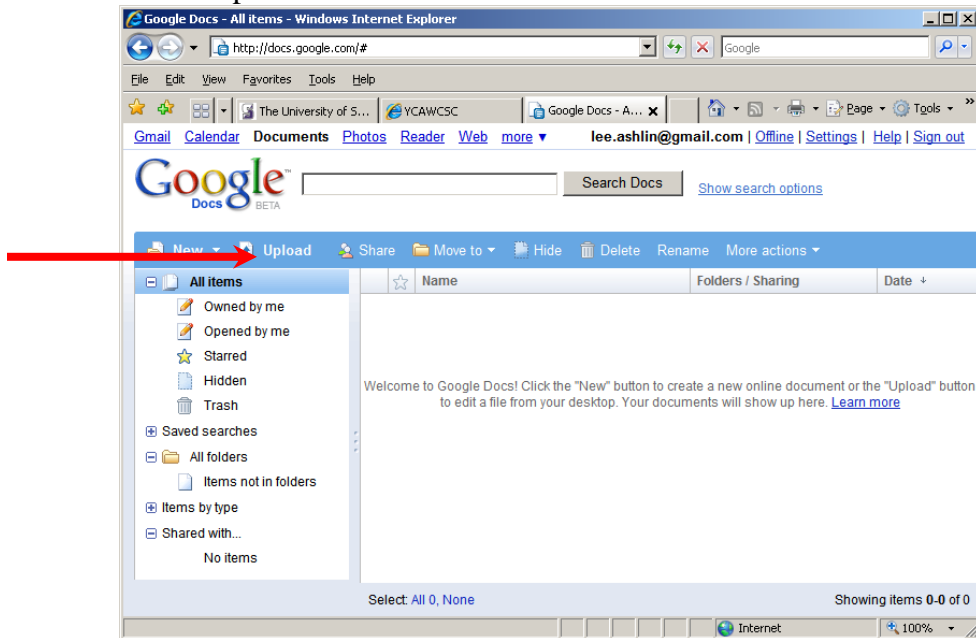 Google Docs - All items - Windows Internet Explorer
http://docs.google.com/#
Google
File Edit View Favorites Tools Help
The University of S... YCAWCSC Google Docs - A... Page Tools
Gmail Calendar Documents Photos Reader Web more ▼ lee.ashlin@gmail.com | Offline | Settings | Help | Sign out
Google™ Docs BETA Search Docs Show search options
New Upload Share Move to Hide Delete Rename More actions
All items Name Folders / Sharing Date
Owned by me
Opened by me
Starred
Hidden
Trash
Saved searches
All folders
Items not in folders
Items by type
Shared with...
No items
Welcome to Google Docs! Click the "New" button to create a new online document or the "Upload" button
to edit a file from your desktop. Your documents will show up here. Learn more
Select: All 0, None Showing items 0-0 of 0
Internet 100%